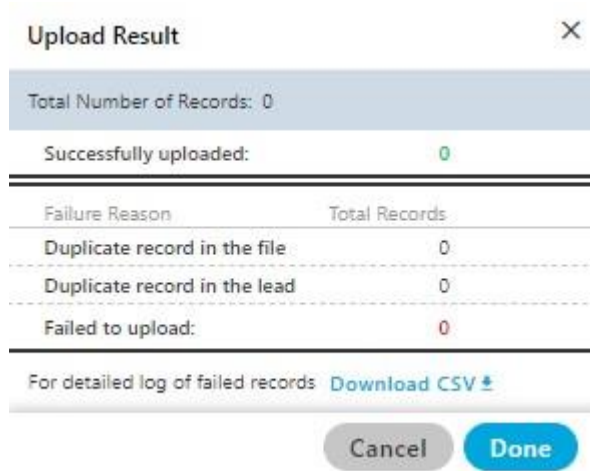 Upload Result
Total Number of Records: 0
Successfully uploaded: 0
Failure Reason Total Records
Duplicate record in the file 0
Duplicate record in the lead 0
Failed to upload: 0
For detailed log of failed records Download CSV
Cancel Done